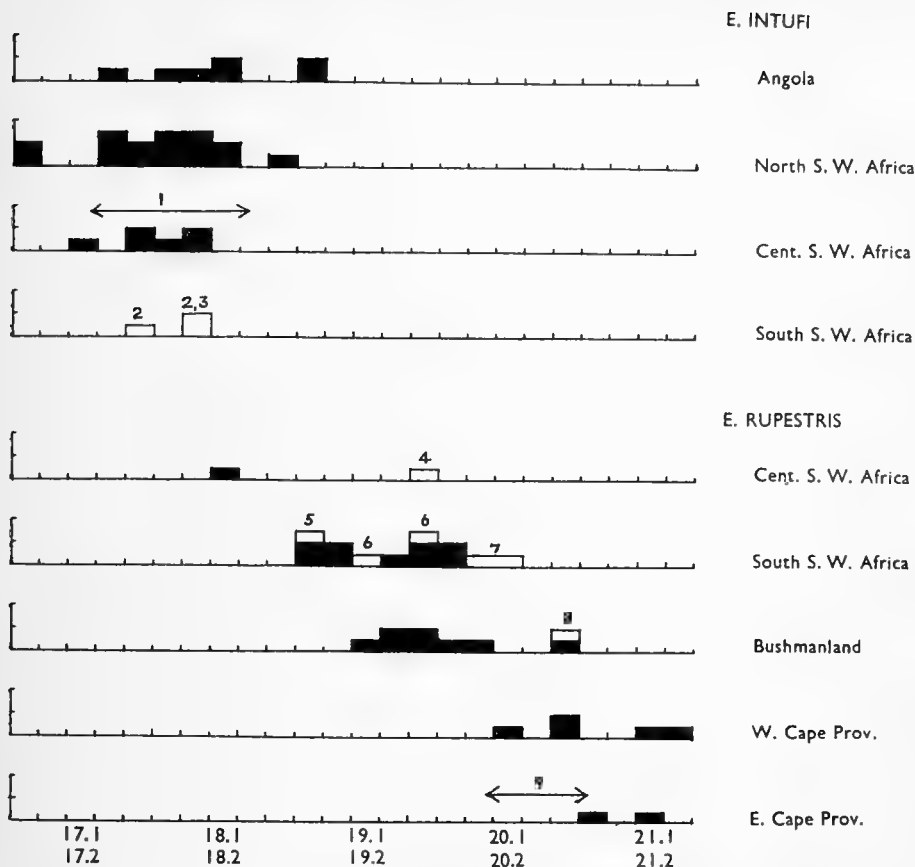 E. INTUFI
Angola
North S. W. Africa
1
Cent. S. W. Africa
2 2,3
South S. W. Africa
E. RUPESTRIS
4
Cent. S. W. Africa
5 6 6 7
South S. W. Africa
Bushmanland
W. Cape Prov.
9
E. Cape Prov.
17.1 18.1 19.1 20.1 21.1
17.2 18.2 19.2 20.2 21.2